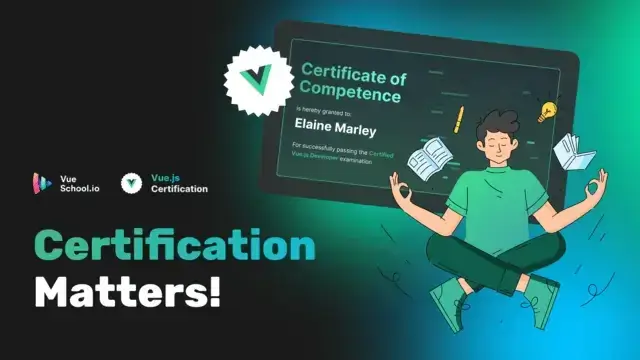 Certificate of
Competence
is hereby granted to:
Elaine Marley
For successfully passing the Certified
Vue.js Developer examination
Vue
School.io
Vue.js
Certification
Certification
Matters!